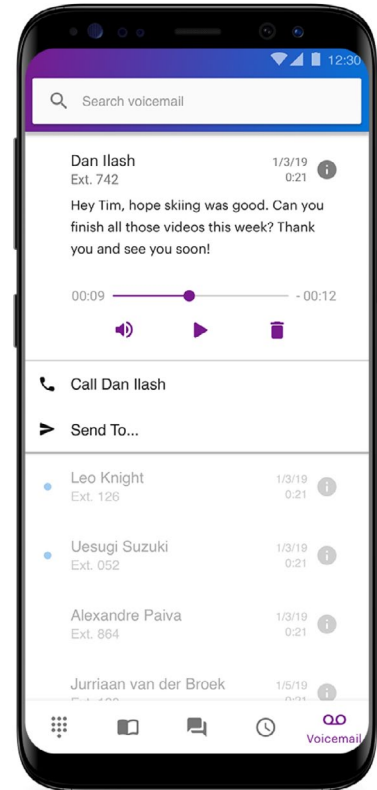 12:30
Search voicemail
Dan Ilash 1/3/19
Ext. 742 0:21
Hey Tim, hope skiing was good. Can you
finish all those videos this week? Thank
you and see you soon!
00:09 - 00:12
Call Dan Ilash
Send To...
Leo Knight 1/3/19
Ext. 126 0:21
Uesugi Suzuki 1/3/19
Ext. 052 0:21
Alexandre Paiva 1/3/19
Ext. 864 0:21
Jurriaan van der Broek 1/5/19
Voicemail